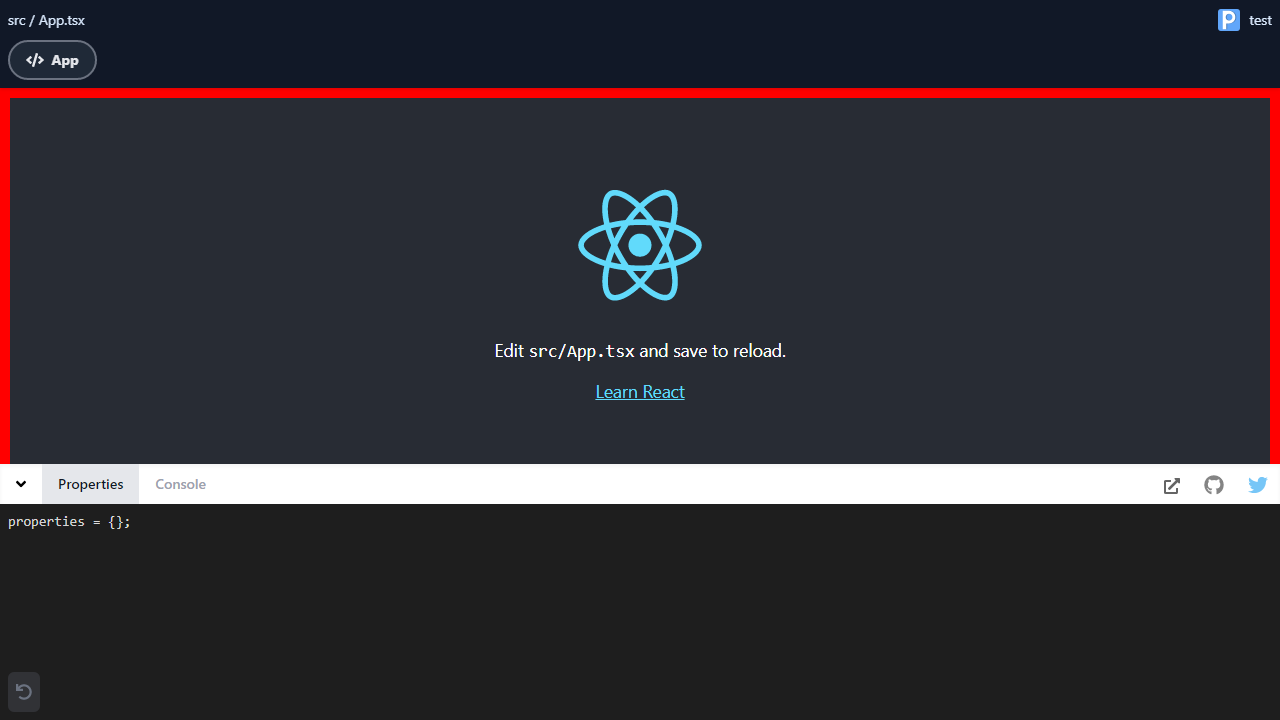 src / App.tsx
P test
</> App
Edit src/App.tsx and save to reload.
Learn React
Properties Console
properties = {};